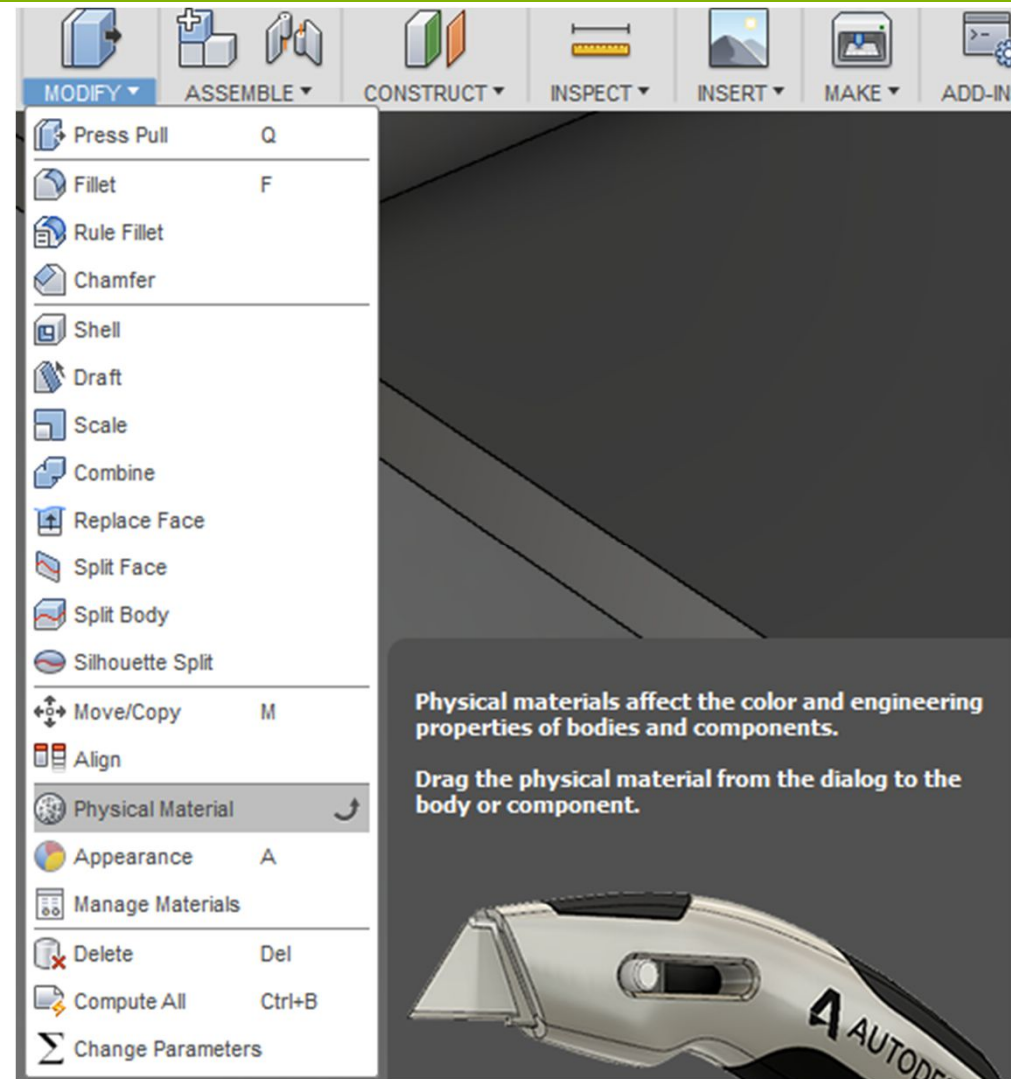 MODIFY ASSEMBLE CONSTRUCT INSPECT INSERT MAKE
Press Pull Q
Fillet F
Rule Fillet
Chamfer
Shell
Draft
Scale
Combine
Replace Face
Split Face
Split Body
Silhouette Split
Move/Copy M
Align
Physical Material
Appearance A
Manage Materials
Delete Del
Compute All Ctrl+B
Change Parameters
Physical materials affect the color and engineering
properties of bodies and components.
Drag the physical material from the dialog to the
body or component.